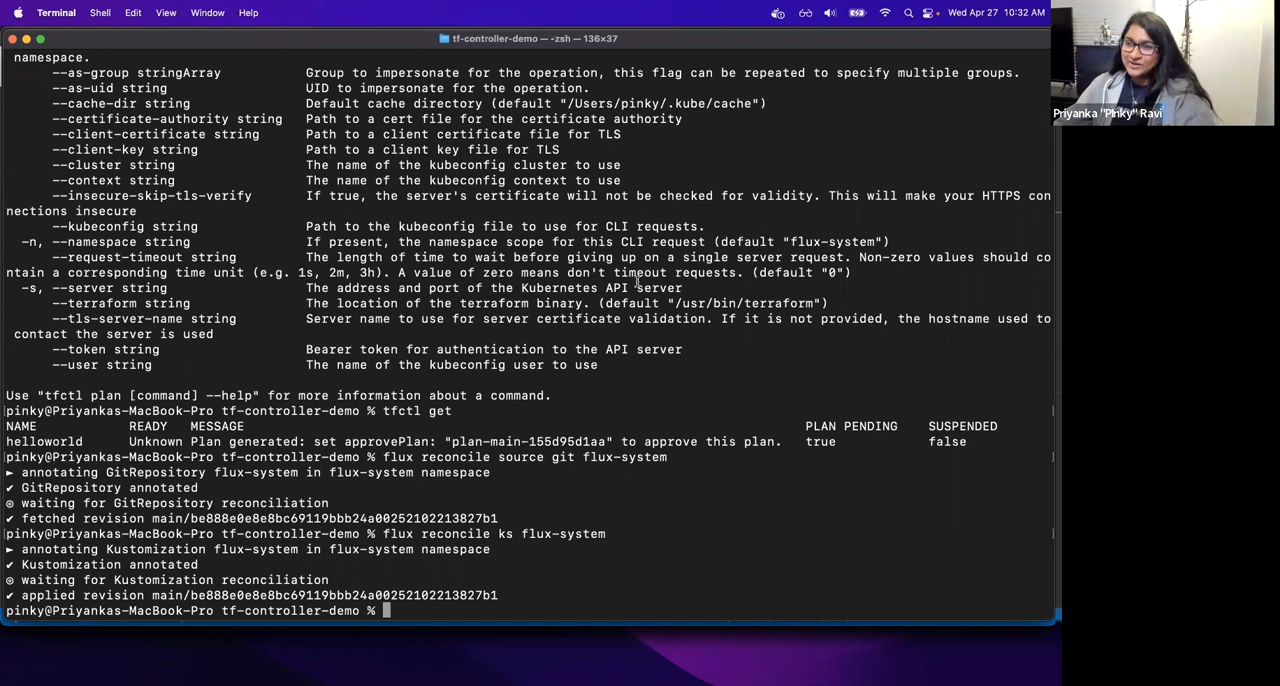 Terminal Shell Edit View Window Help Wed Apr 27 10:32 AM
tf-controller-demo — -zsh — 136×37
namespace.
--as-group stringArray Group to impersonate for the operation, this flag can be repeated to specify multiple groups.
--as-uid string UID to impersonate for the operation.
--cache-dir string Default cache directory (default "/Users/pinky/.kube/cache")
--certificate-authority string Path to a cert file for the certificate authority
--client-certificate string Path to a client certificate file for TLS
--client-key string Path to a client key file for TLS
--cluster string The name of the kubeconfig cluster to use
--context string The name of the kubeconfig context to use
--insecure-skip-tls-verify If true, the server's certificate will not be checked for validity. This will make your HTTPS con
nections insecure
--kubeconfig string Path to the kubeconfig file to use for CLI requests.
-n, --namespace string If present, the namespace scope for this CLI request (default "flux-system")
--request-timeout string The length of time to wait before giving up on a single server request. Non-zero values should co
ntain a corresponding time unit (e.g. 1s, 2m, 3h). A value of zero means don't timeout requests. (default "0")
-s, --server string The address and port of the Kubernetes API server
--terraform string The location of the terraform binary. (default "/usr/bin/terraform")
--tls-server-name string Server name to use for server certificate validation. If it is not provided, the hostname used to
contact the server is used
--token string Bearer token for authentication to the API server
--user string The name of the kubeconfig user to use
Use "tfctl plan [command] --help" for more information about a command.
[pinky@Priyankas-MacBook-Pro tf-controller-demo % tfctl get ]
NAME READY MESSAGE PLAN PENDING SUSPENDED
helloworld Unknown Plan generated: set approvePlan: "plan-main-155d95d1aa" to approve this plan. true false
[pinky@Priyankas-MacBook-Pro tf-controller-demo % flux reconcile source git flux-system ]
► annotating GitRepository flux-system in flux-system namespace
✔ GitRepository annotated
◎ waiting for GitRepository reconciliation
✔ fetched revision main/be888e0e8e8bc69119bbb24a00252102213827b1
[pinky@Priyankas-MacBook-Pro tf-controller-demo % flux reconcile ks flux-system ]
► annotating Kustomization flux-system in flux-system namespace
✔ Kustomization annotated
◎ waiting for Kustomization reconciliation
✔ applied revision main/be888e0e8e8bc69119bbb24a00252102213827b1
pinky@Priyankas-MacBook-Pro tf-controller-demo %
Priyanka "Pinky" Ravi